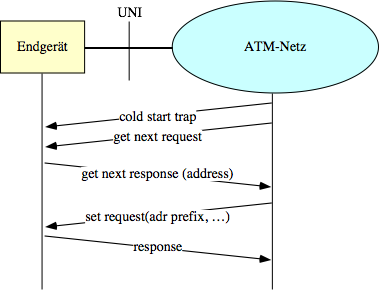 UNI
Endgerät
ATM-Netz
cold start trap
get next request
get next response (address)
set request(adr prefix, …)
response